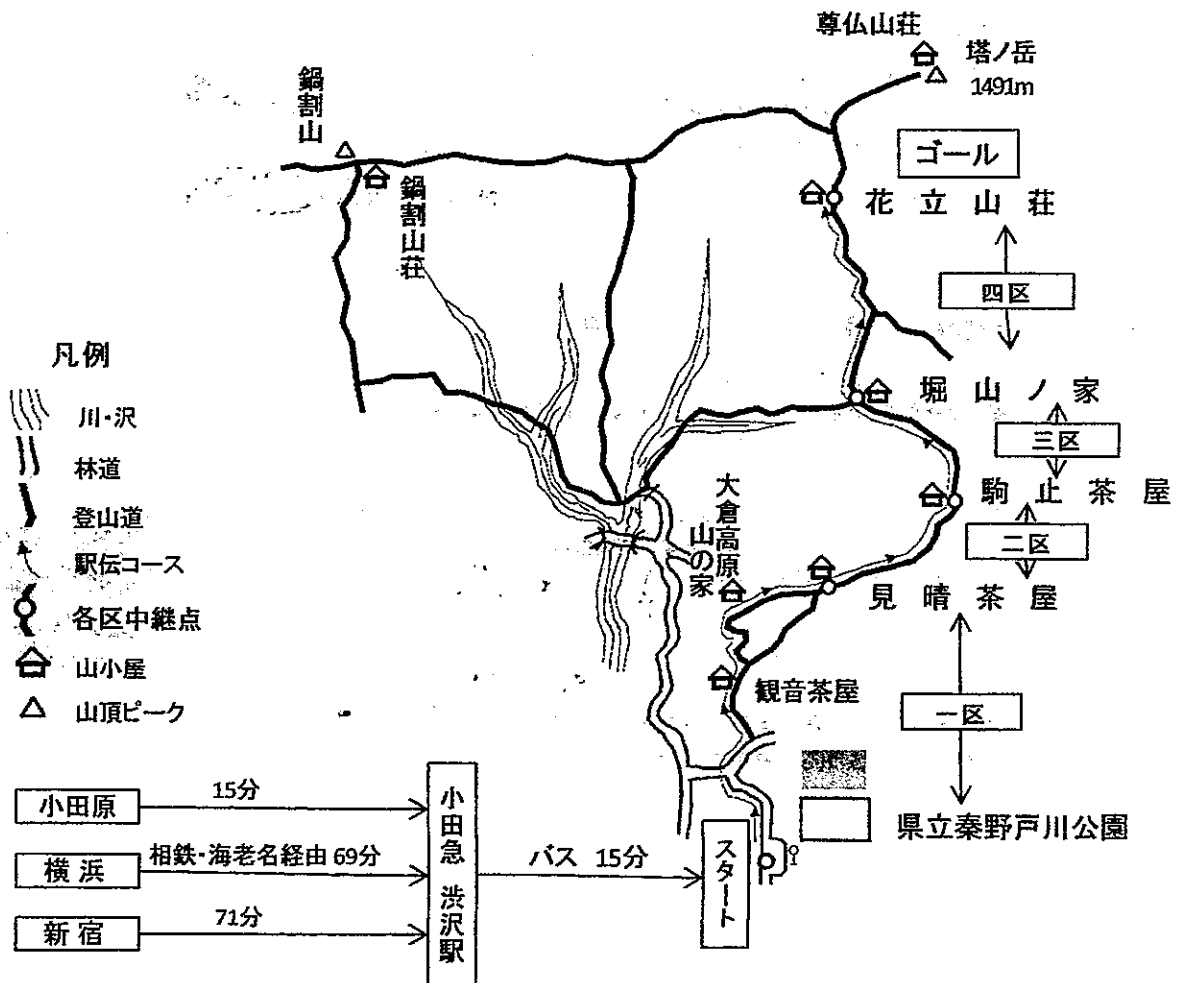 尊仏山荘
塔ノ岳
1491m
鍋割山
鍋割山荘
ゴール
花立山荘
四区
堀山ノ家
三区
駒止茶屋
二区
大倉高原
山の家
見晴茶屋
観音茶屋
一区
県立秦野戸川公園
凡例
川・沢
林道
登山道
駅伝コース
各区中継点
山小屋
山頂ピーク
小田原
15分
横浜
相鉄・海老名経由 69分
新宿
71分
小田急 渋沢駅
バス 15分
スタート